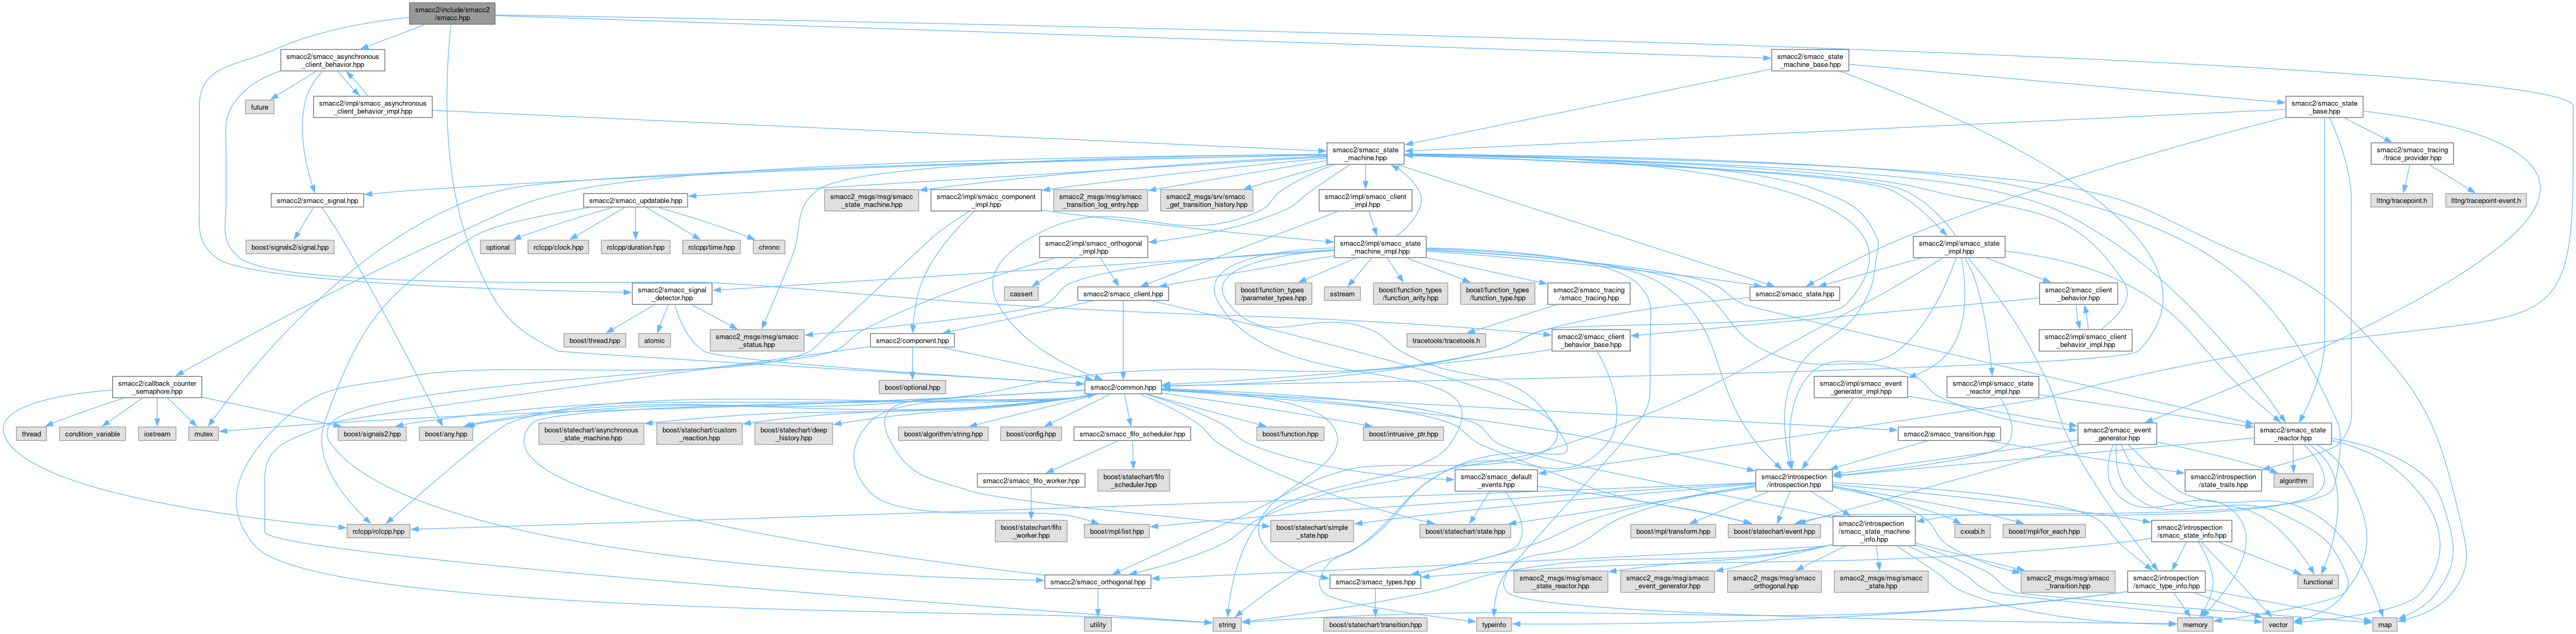 smacc2/include/smacc2
/smacc.hpp
smacc2/smacc_asynchronous
_client_behavior.hpp
smacc2/smacc_state
_machine_base.hpp
future
smacc2/impl/smacc_asynchronous
_client_behavior_impl.hpp
smacc2/smacc_state
_base.hpp
smacc2/smacc_state
_machine.hpp
smacc2/smacc_tracing
/trace_provider.hpp
smacc2/smacc_signal.hpp
smacc2/smacc_updatable.hpp
smacc2_msgs/msg/smacc
_state_machine.hpp
smacc2/impl/smacc_component
_impl.hpp
smacc2_msgs/msg/smacc
_transition_log_entry.hpp
smacc2_msgs/srv/smacc
_get_transition_history.hpp
smacc2/impl/smacc_client
_impl.hpp
lttng/tracepoint.h
lttng/tracepoint-event.h
boost/signals2/signal.hpp
optional
rclcpp/clock.hpp
rclcpp/duration.hpp
rclcpp/time.hpp
chrono
smacc2/impl/smacc_orthogonal
_impl.hpp
smacc2/impl/smacc_state
_machine_impl.hpp
smacc2/impl/smacc_state
_impl.hpp
smacc2/smacc_signal
_detector.hpp
cassert
smacc2/smacc_client.hpp
boost/function_types
/parameter_types.hpp
sstream
boost/function_types
/function_arity.hpp
boost/function_types
/function_type.hpp
smacc2/smacc_tracing
/smacc_tracing.hpp
smacc2/smacc_state.hpp
smacc2/smacc_client
_behavior.hpp
boost/thread.hpp
atomic
smacc2_msgs/msg/smacc
_status.hpp
smacc2/component.hpp
tracetools/tracetools.h
smacc2/smacc_client
_behavior_base.hpp
smacc2/impl/smacc_client
_behavior_impl.hpp
smacc2/callback_counter
_semaphore.hpp
boost/optional.hpp
smacc2/common.hpp
smacc2/impl/smacc_event
_generator_impl.hpp
smacc2/impl/smacc_state
_reactor_impl.hpp
thread
condition_variable
iostream
mutex
boost/signals2.hpp
boost/any.hpp
boost/statechart/asynchronous
_state_machine.hpp
boost/statechart/custom
_reaction.hpp
boost/statechart/deep
_history.hpp
boost/algorithm/string.hpp
boost/config.hpp
smacc2/smacc_fifo_scheduler.hpp
boost/function.hpp
boost/intrusive_ptr.hpp
smacc2/smacc_transition.hpp
smacc2/smacc_event
_generator.hpp
smacc2/smacc_state
_reactor.hpp
smacc2/smacc_fifo_worker.hpp
boost/statechart/fifo
_scheduler.hpp
smacc2/smacc_default
_events.hpp
smacc2/introspection
/introspection.hpp
smacc2/introspection
/state_traits.hpp
algorithm
rclcpp/rclcpp.hpp
boost/statechart/fifo
_worker.hpp
boost/mpl/list.hpp
boost/statechart/simple
_state.hpp
boost/statechart/state.hpp
boost/mpl/transform.hpp
boost/statechart/event.hpp
smacc2/introspection
/smacc_state_machine
_info.hpp
cxxabi.h
boost/mpl/for_each.hpp
smacc2/introspection
/smacc_state_info.hpp
smacc2/smacc_orthogonal.hpp
smacc2/smacc_types.hpp
smacc2_msgs/msg/smacc
_state_reactor.hpp
smacc2_msgs/msg/smacc
_event_generator.hpp
smacc2_msgs/msg/smacc
_orthogonal.hpp
smacc2_msgs/msg/smacc
_state.hpp
smacc2_msgs/msg/smacc
_transition.hpp
smacc2/introspection
/smacc_type_info.hpp
functional
utility
string
boost/statechart/transition.hpp
typeinfo
memory
vector
map